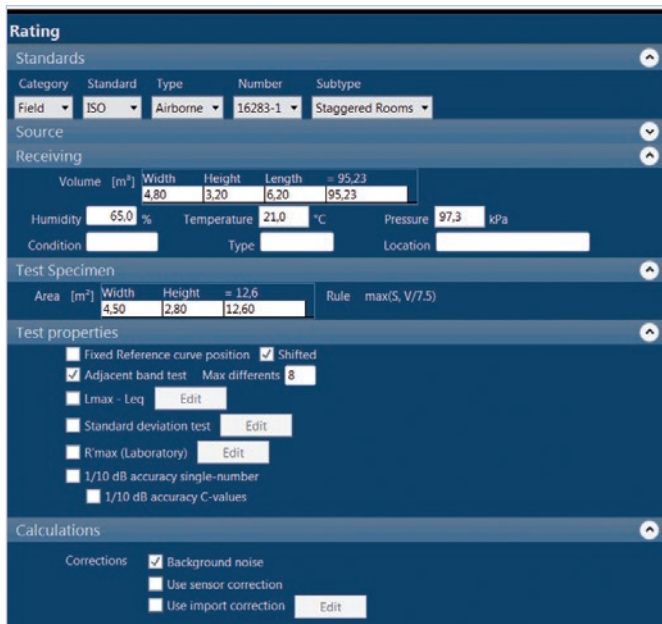 Rating
Standards
Category Standard Type Number Subtype
Field ISO Airborne 16283-1 Staggered Rooms
Source
Receiving
Volume [m³] Width Height Length = 95,23
4,80 3,20 6,20 95,23
Humidity 65,0 % Temperature 21,0 °C Pressure 97,3 kPa
Condition Type Location
Test Specimen
Area [m²] Width Height = 12,6 Rule max(S, V/7.5)
4,50 2,80 12,60
Test properties
Fixed Reference curve position Shifted
Adjacent band test Max differents 8
Lmax - Leq Edit
Standard deviation test Edit
R'max (Laboratory) Edit
1/10 dB accuracy single-number
1/10 dB accuracy C-values
Calculations
Corrections Background noise
Use sensor correction
Use import correction Edit